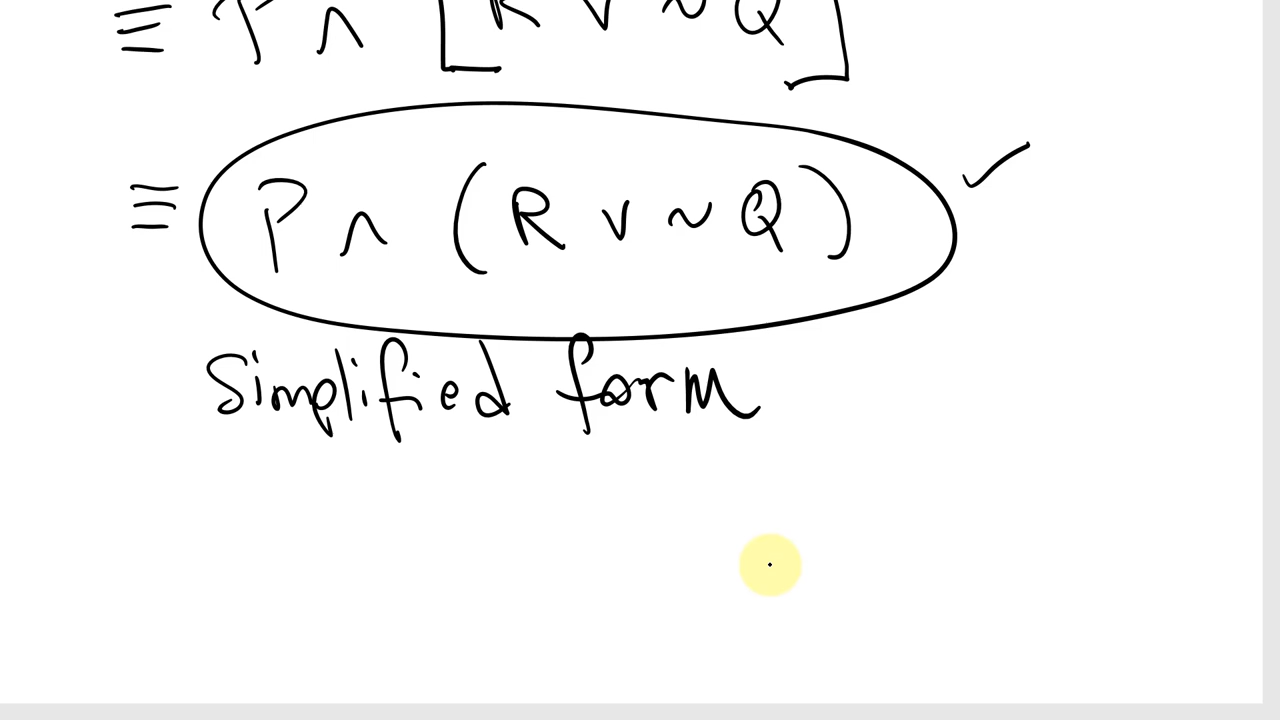 ≡ P ∧ [R ∨ ~ Q]
≡ P ∧ (R ∨ ~ Q) ✓
Simplified form